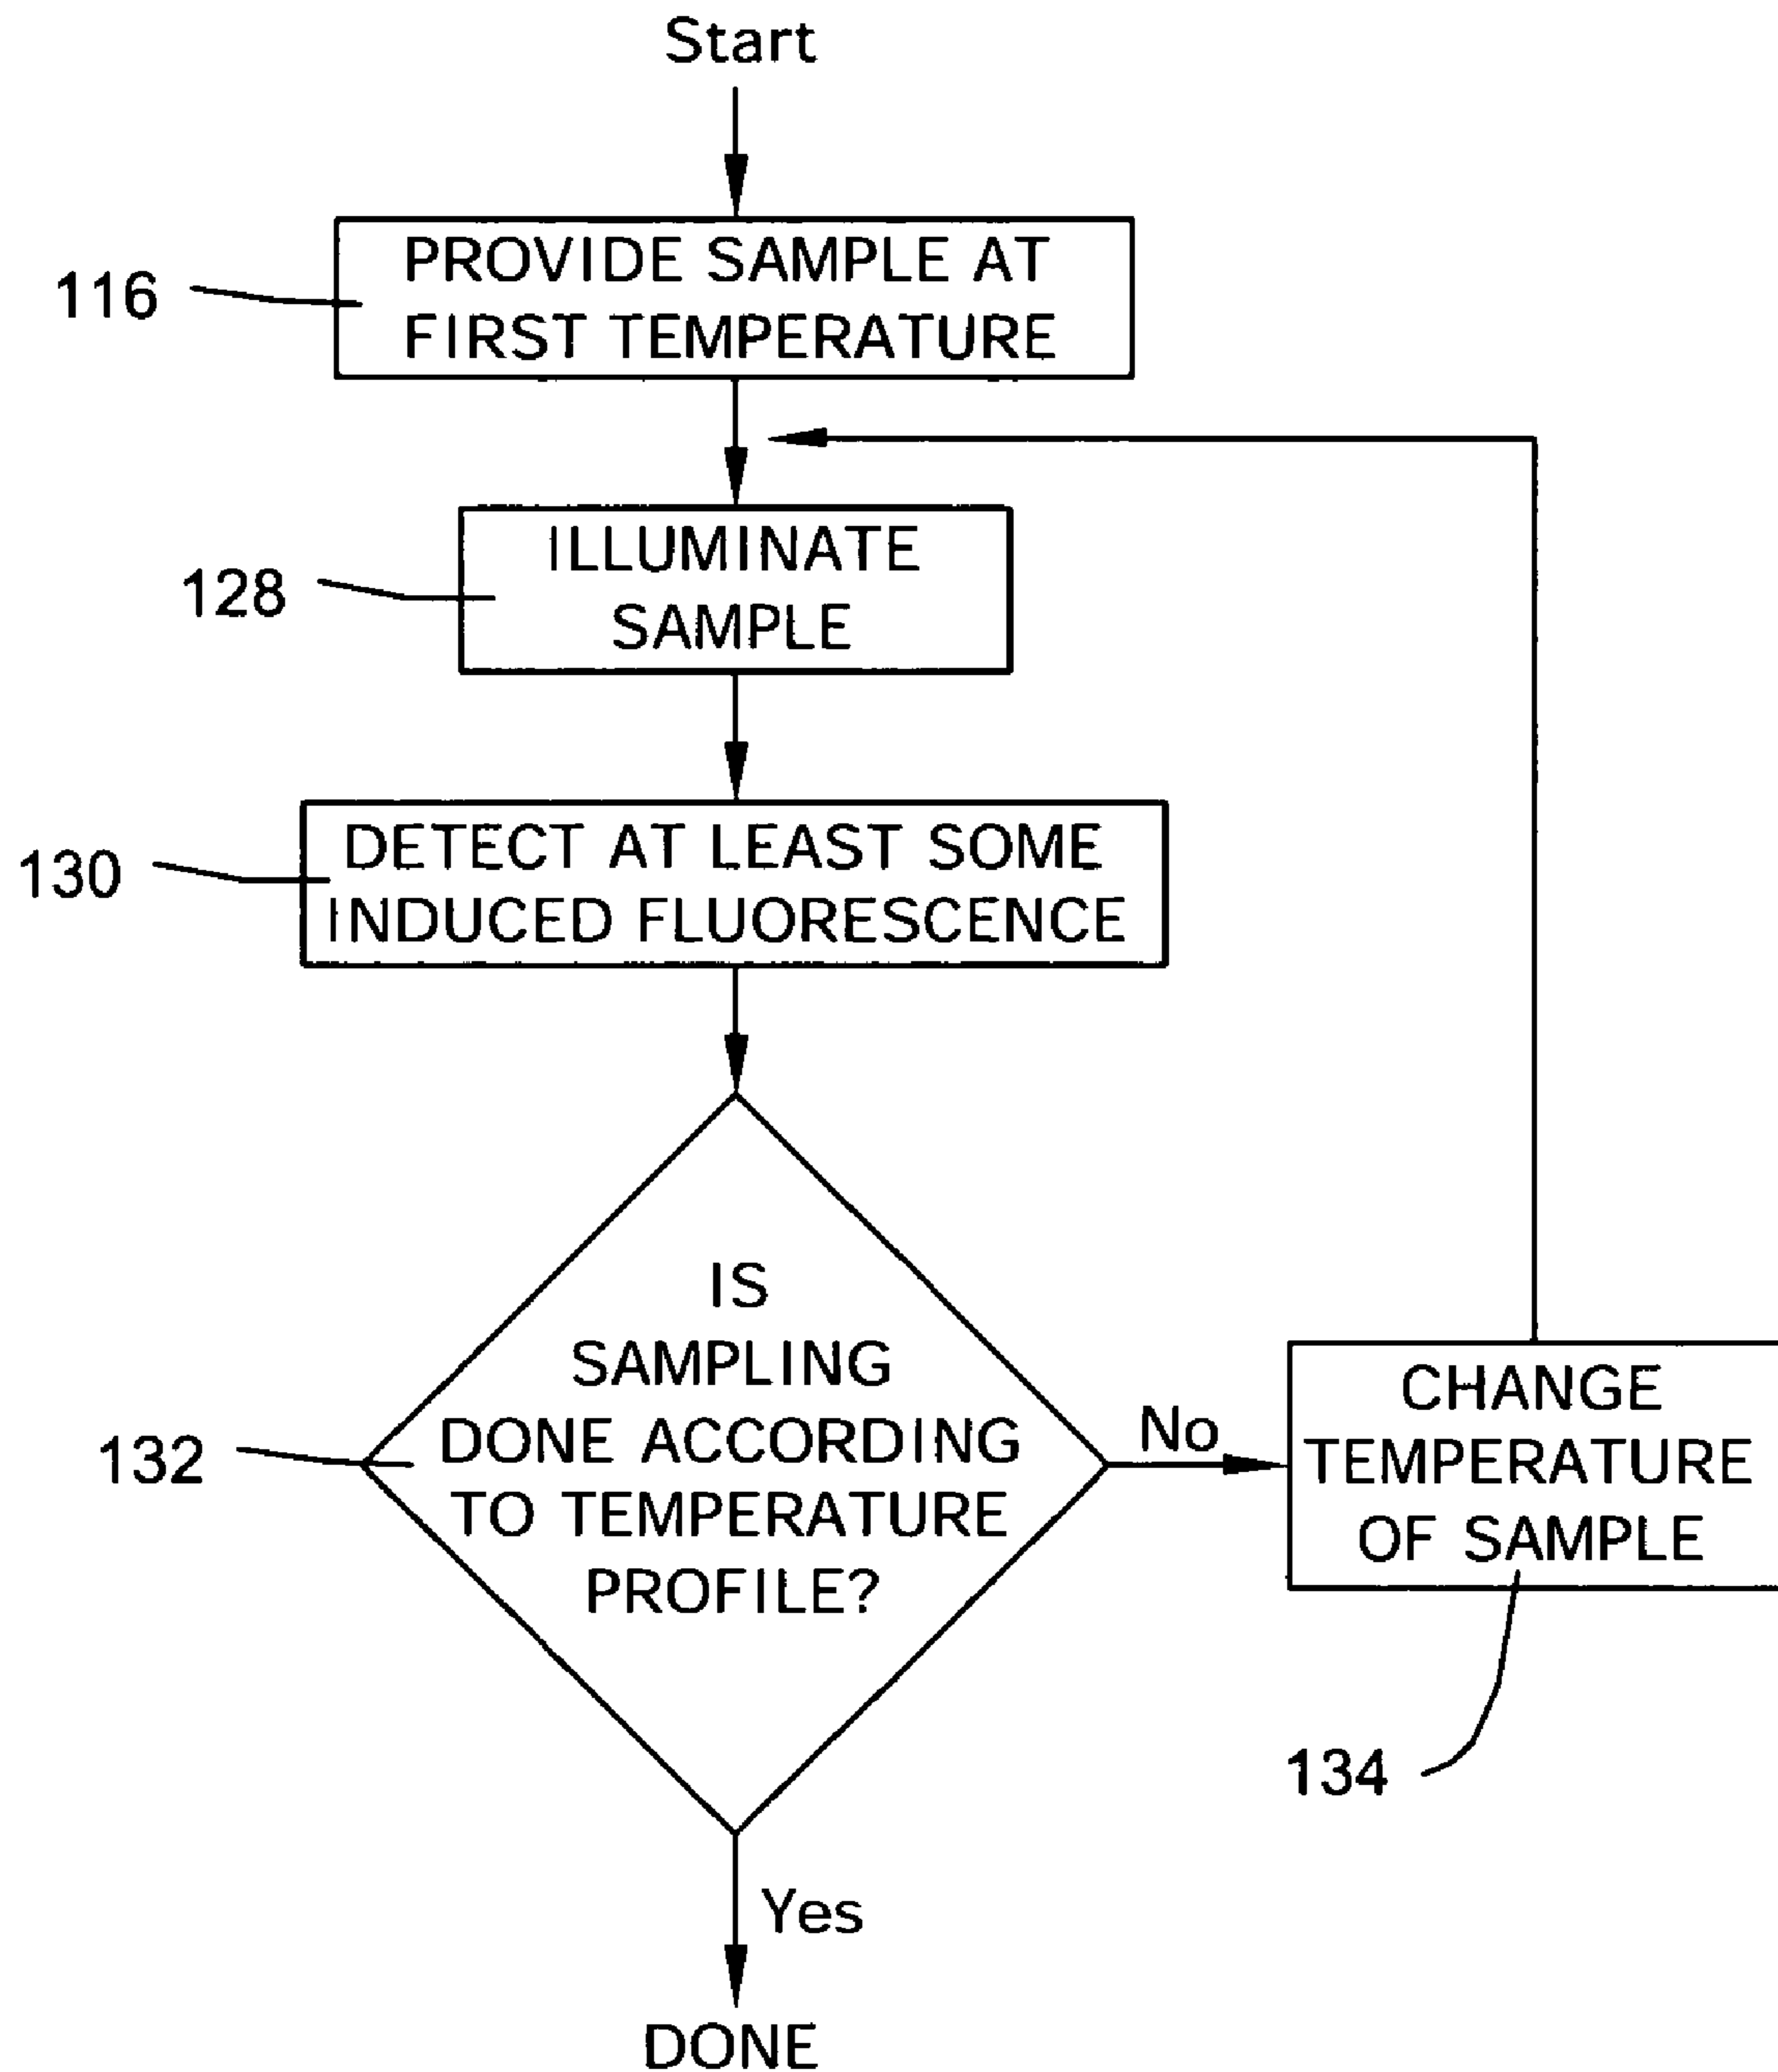 Start
116
PROVIDE SAMPLE AT
FIRST TEMPERATURE
128
ILLUMINATE
SAMPLE
130
DETECT AT LEAST SOME
INDUCED FLUORESCENCE
132
IS
SAMPLING
DONE ACCORDING
TO TEMPERATURE
PROFILE?
No
CHANGE
TEMPERATURE
OF SAMPLE
134
Yes
DONE